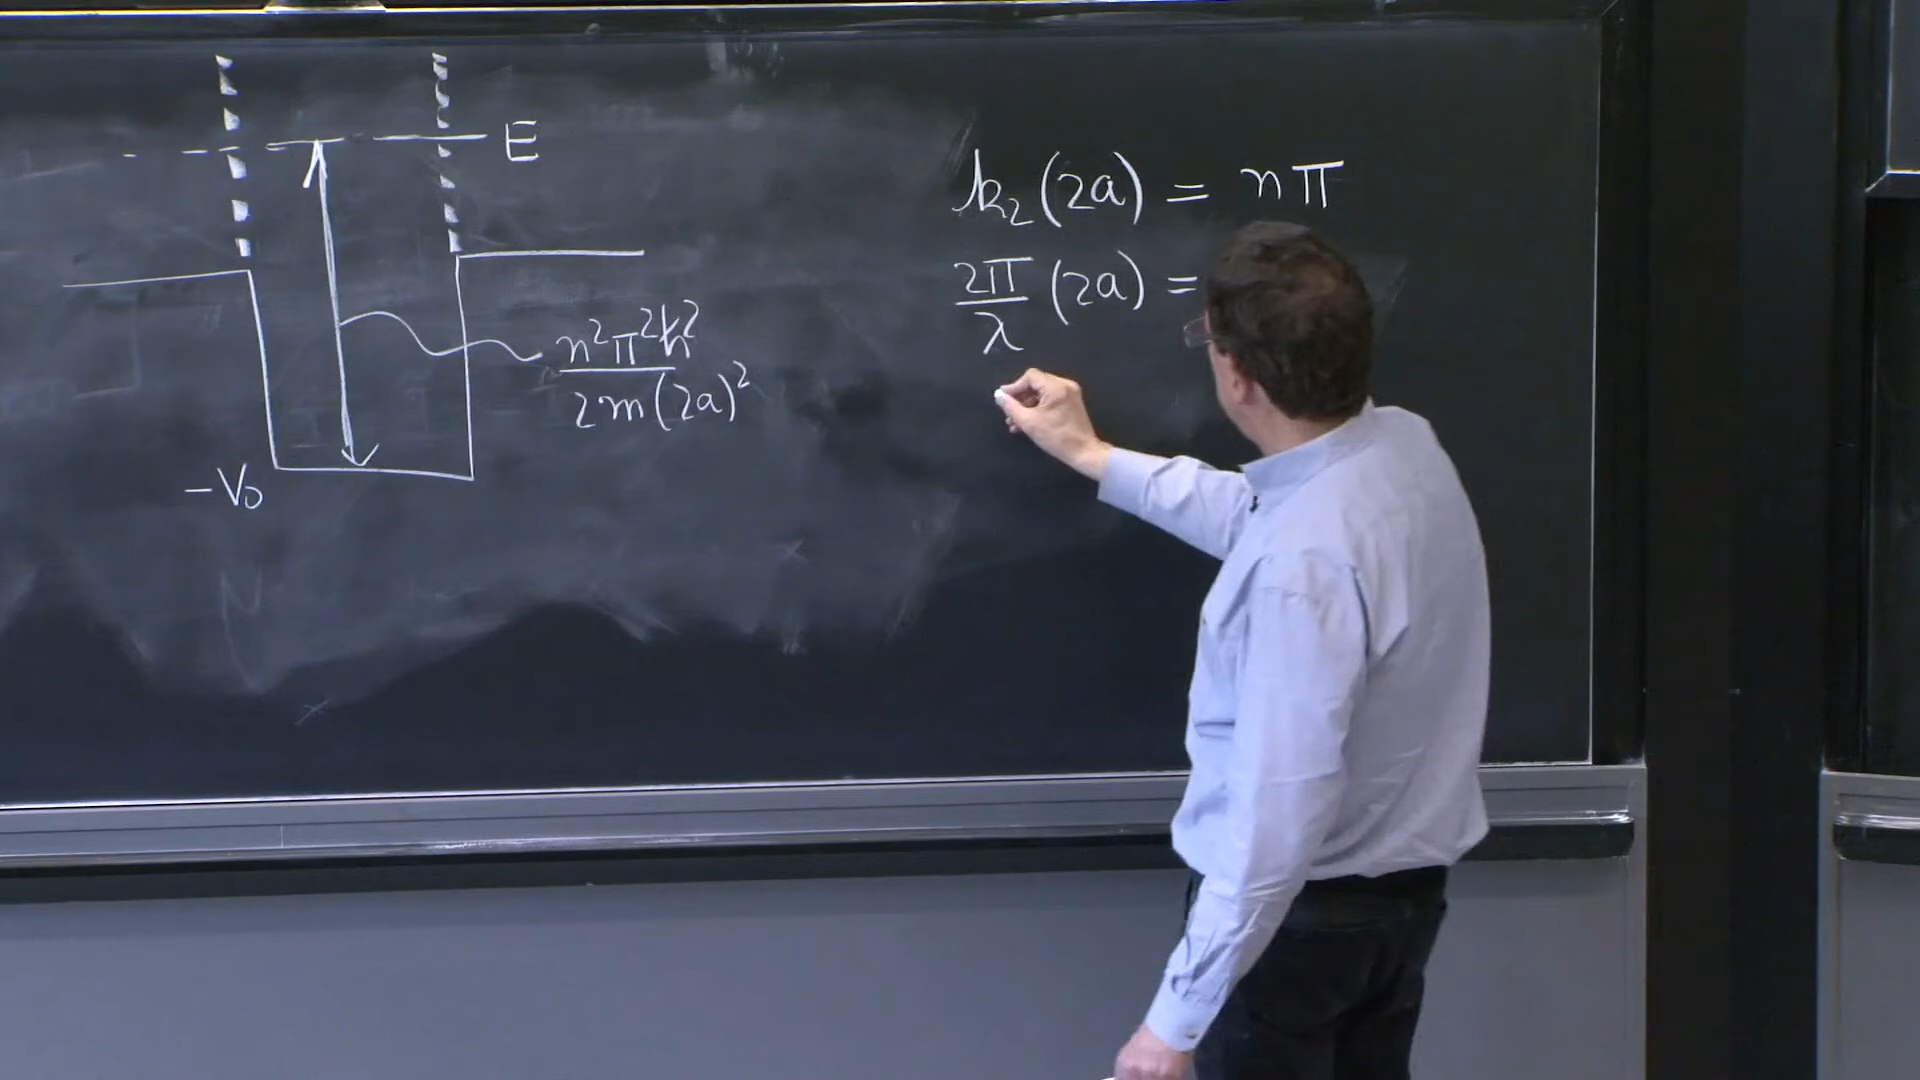 E
n²π²ħ²
2m(2a)²
-V₀
k₂(2a) = nπ
2π/λ (2a) =